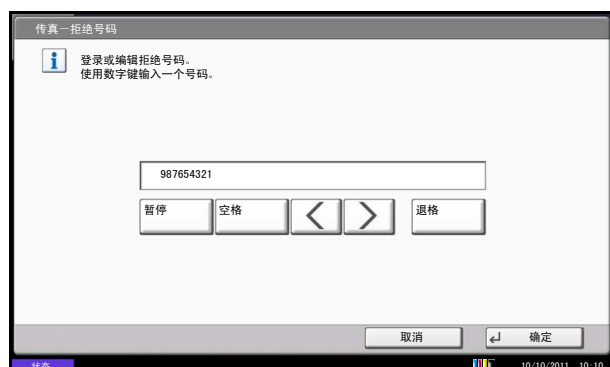 传真－拒绝号码
登录或编辑拒绝号码。
使用数字键输入一个号码。
987654321
暂停 空格 退格
取消 确定
状态 10/10/2011 10:10